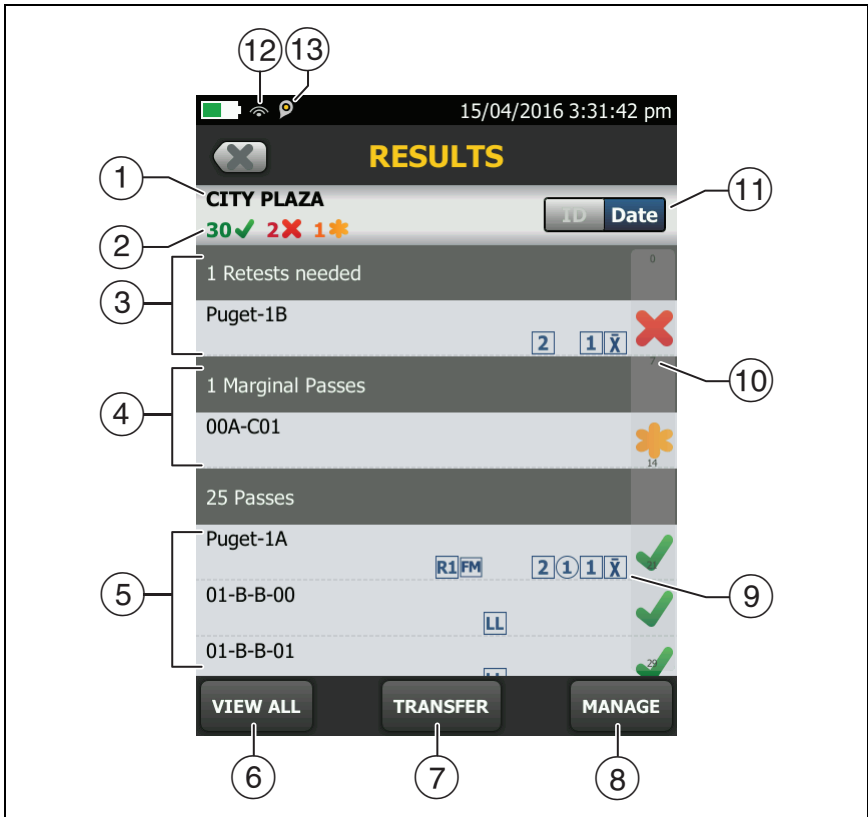 12 13
15/04/2016 3:31:42 pm
RESULTS
1
CITY PLAZA
ID Date
11
2
30 2 1
0
3
1 Retests needed
Puget-1B
2 1 X̄
7
10
4
1 Marginal Passes
00A-C01
14
25 Passes
5
Puget-1A
R1 FM 2 1 1 X̄
21
9
01-B-B-00
LL
01-B-B-01
29
LL
VIEW ALL TRANSFER MANAGE
6 7 8